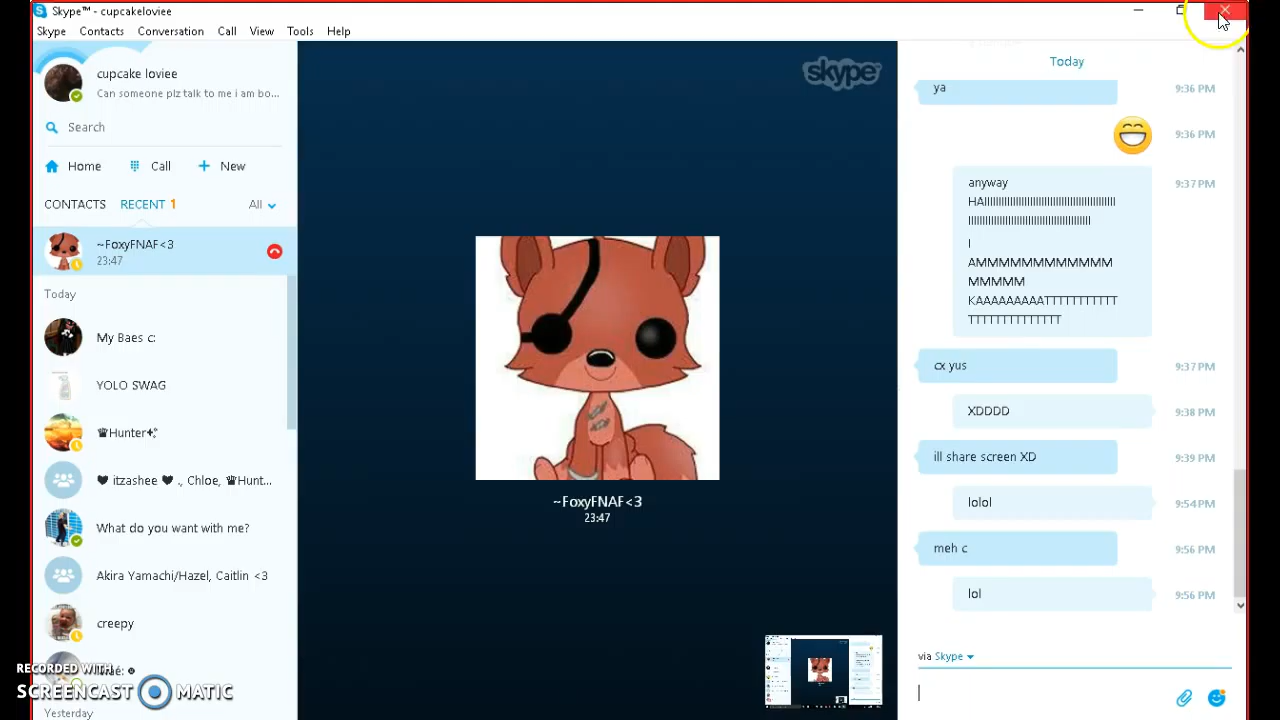 Skype™ - cupcakeloviee
Skype Contacts Conversation Call View Tools Help
cupcake loviee
Can someone plz talk to me i am bo...
Search
Home Call New
CONTACTS RECENT 1 All
~FoxyFNAF<3
23:47
Today
My Baes c:
YOLO SWAG
♛Hunter✦
♥ itzashee ♥ ., Chloe, ♛Hunt...
What do you want with me?
Akira Yamachi/Hazel, Caitlin <3
creepy
Yesterday
skype
~FoxyFNAF<3
23:47
Today
ya 9:36 PM
9:36 PM
anyway 9:37 PM
HAIIIIIIIIIIIIIIIIIIIIIIIIIIIIIIIIIIIIII
IIIIIIIIIIIIIIIIIIIIIIIIIIIIIIIIIIII
I
AMMMMMMMMMMMM
MMMMM
KAAAAAAAAATTTTTTTTTTT
TTTTTTTTTTTTTT
cx yus 9:37 PM
XDDDD 9:38 PM
ill share screen XD 9:39 PM
lolol 9:54 PM
meh c 9:56 PM
lol 9:56 PM
via Skype
RECORDED WITH
SCREENCAST MATIC